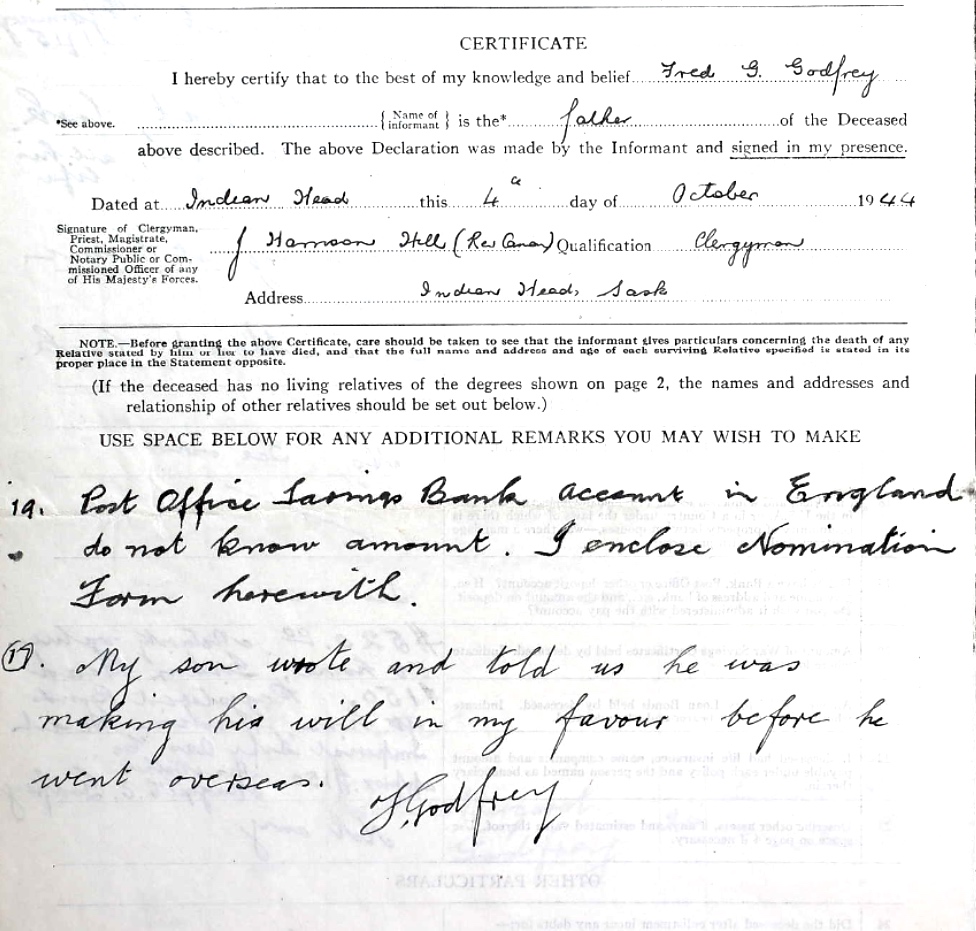 CERTIFICATE
I hereby certify that to the best of my knowledge and belief Fred G. Godfrey
*See above. { Name of informant } is the* father of the Deceased
above described. The above Declaration was made by the Informant and signed in my presence.
Dated at Indian Head this 4 day of October 1944
Signature of Clergyman,
Priest, Magistrate,
Commissioner or
Notary Public or Com-
missioned Officer of any
of His Majesty's Forces.
J Harrison Hill (Rev Canon) Qualification Clergyman
Address Indian Head, Sask
NOTE.—Before granting the above Certificate, care should be taken to see that the informant gives particulars concerning the death of any
Relative stated by him or her to have died, and that the full name and address and age of each surviving Relative specified is stated in its
proper place in the Statement opposite.
(If the deceased has no living relatives of the degrees shown on page 2, the names and addresses and
relationship of other relatives should be set out below.)
USE SPACE BELOW FOR ANY ADDITIONAL REMARKS YOU MAY WISH TO MAKE
19. Post Office Savings Bank account in England
do not know amount. I enclose Nomination
Form herewith.
17. My son wrote and told us he was
making his will in my favour before he
went overseas.
F. Godfrey
OTHER PARTICULARS